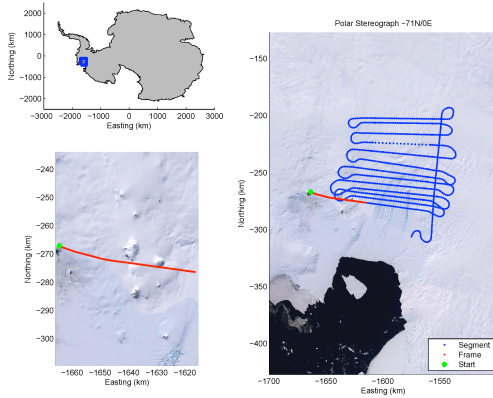 2000
1000
0
−1000
−2000
Northing (km)
−3000 −2000 −1000 0 1000 2000 3000
Easting (km)
−240
−250
−260
−270
−280
−290
−300
Northing (km)
−1660 −1650 −1640 −1630 −1620
Easting (km)
Polar Stereograph −71N/0E
−150
−200
−250
−300
−350
−400
Northing (km)
−1700 −1650 −1600 −1550
Easting (km)
Segment
Frame
Start